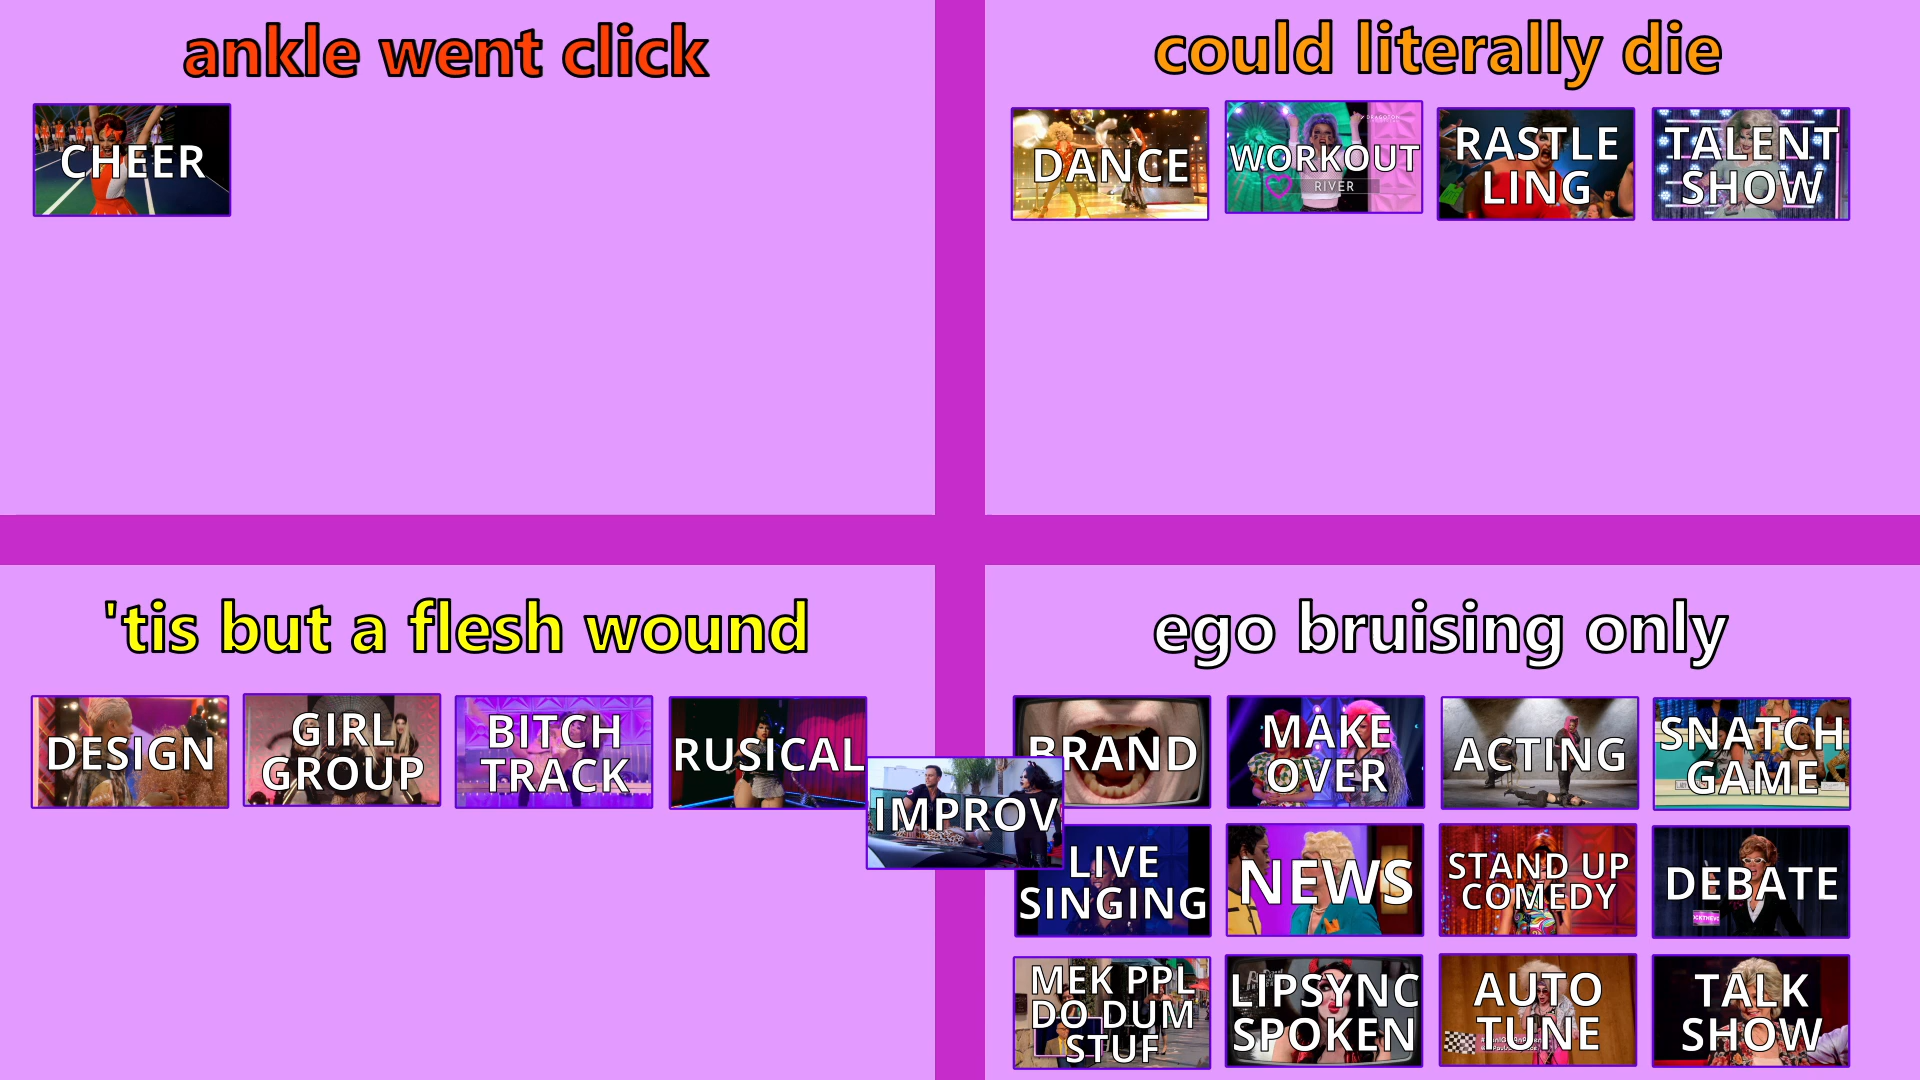 ankle went click
CHEER
could literally die
DANCE
WORKOUT
RIVER
RASTLE
LING
TALENT
SHOW
'tis but a flesh wound
DESIGN
GIRL
GROUP
BITCH
TRACK
RUSICAL
IMPROV
ego bruising only
BRAND
MAKE
OVER
ACTING
SNATCH
GAME
LIVE
SINGING
NEWS
STAND UP
COMEDY
DEBATE
MEK PPL
DO DUM
STUF
LIPSYNC
SPOKEN
AUTO
TUNE
TALK
SHOW